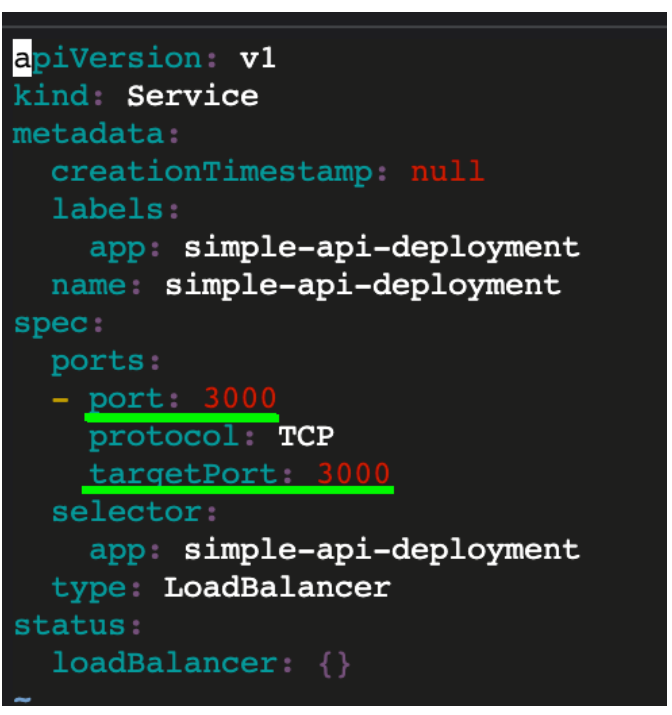 apiVersion: v1
kind: Service
metadata:
  creationTimestamp: null
  labels:
    app: simple-api-deployment
  name: simple-api-deployment
spec:
  ports:
  - port: 3000
    protocol: TCP
    targetPort: 3000
  selector:
    app: simple-api-deployment
  type: LoadBalancer
status:
  loadBalancer: {}
~